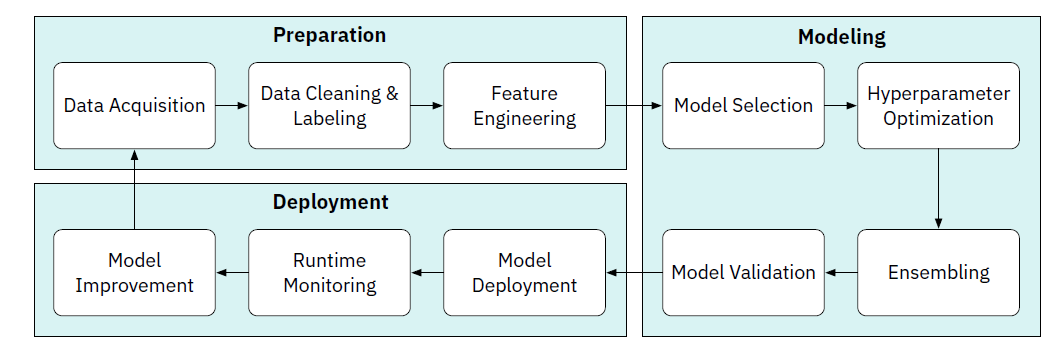 Preparation
Data Acquisition
Data Cleaning &
Labeling
Feature
Engineering
Modeling
Model Selection
Hyperparameter
Optimization
Deployment
Model
Improvement
Runtime
Monitoring
Model
Deployment
Model Validation
Ensembling